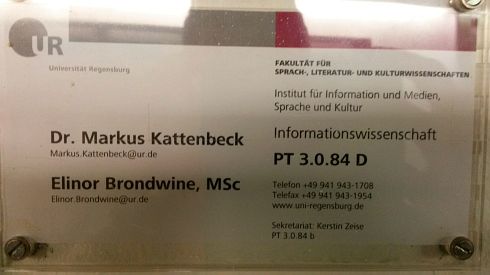 UR
Universität Regensburg
FAKULTÄT FÜR
SPRACH-, LITERATUR- UND KULTURWISSENSCHAFTEN
Institut für Information und Medien,
Sprache und Kultur
Dr. Markus Kattenbeck
Markus.Kattenbeck@ur.de
Elinor Brondwine, MSc
Elinor.Brondwine@ur.de
Informationswissenschaft
PT 3.0.84 D
Telefon +49 941 943-1708
Telefax +49 941 943-1954
www.uni-regensburg.de
Sekretariat: Kerstin Zeise
PT 3.0.84 b